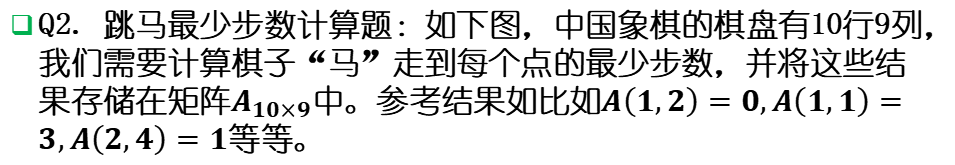 Q2. 跳马最少步数计算题：如下图，中国象棋的棋盘有10行9列，
我们需要计算棋子“马”走到每个点的最少步数，并将这些结
果存储在矩阵A₁₀×₉中。参考结果如比如A(1, 2) = 0, A(1, 1) =
3, A(2, 4) = 1等等。